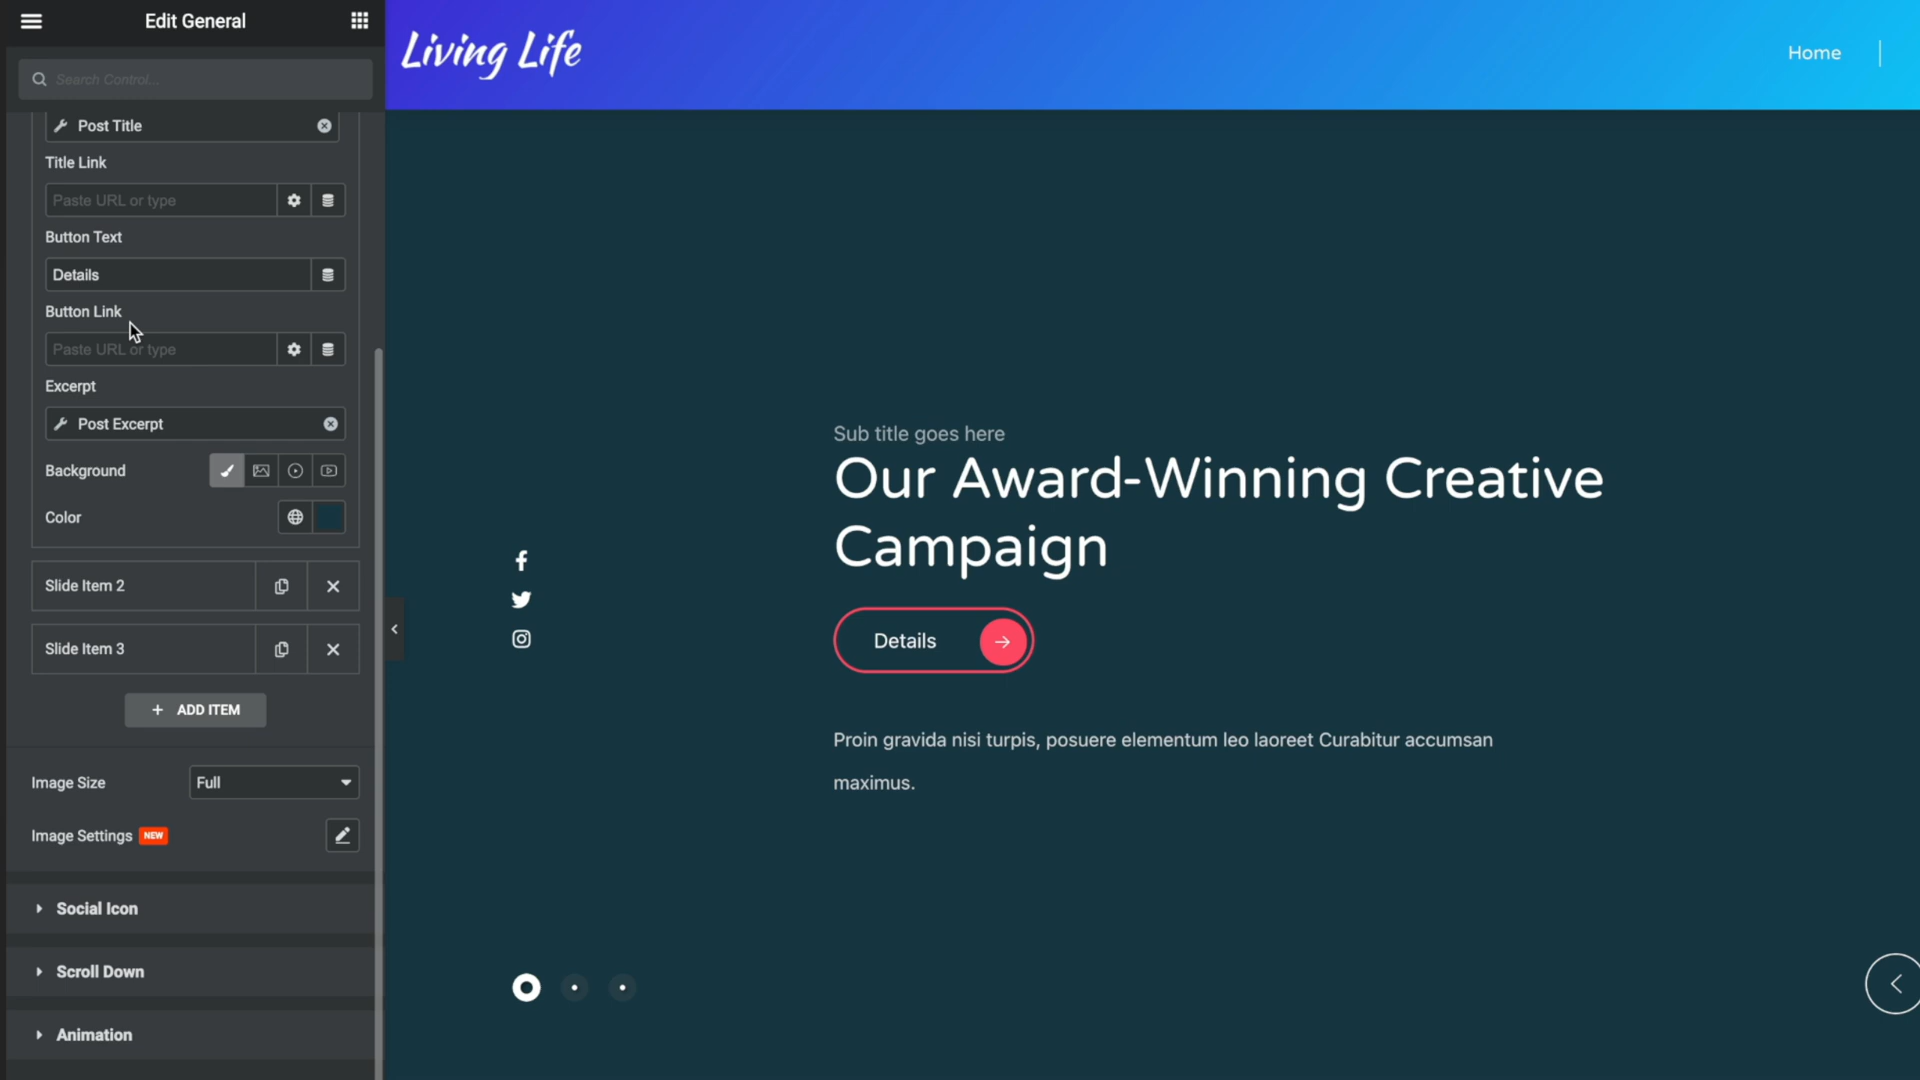 Edit General
Search Control...
Post Title
Title Link
Paste URL or type
Button Text
Details
Button Link
Paste URL or type
Excerpt
Post Excerpt
Background
Color
Slide Item 2
Slide Item 3
+ ADD ITEM
Image Size
Full
Image Settings NEW
Social Icon
Scroll Down
Animation
Living Life
Home
Sub title goes here
Our Award-Winning Creative
Campaign
Details
Proin gravida nisi turpis, posuere elementum leo laoreet Curabitur accumsan
maximus.